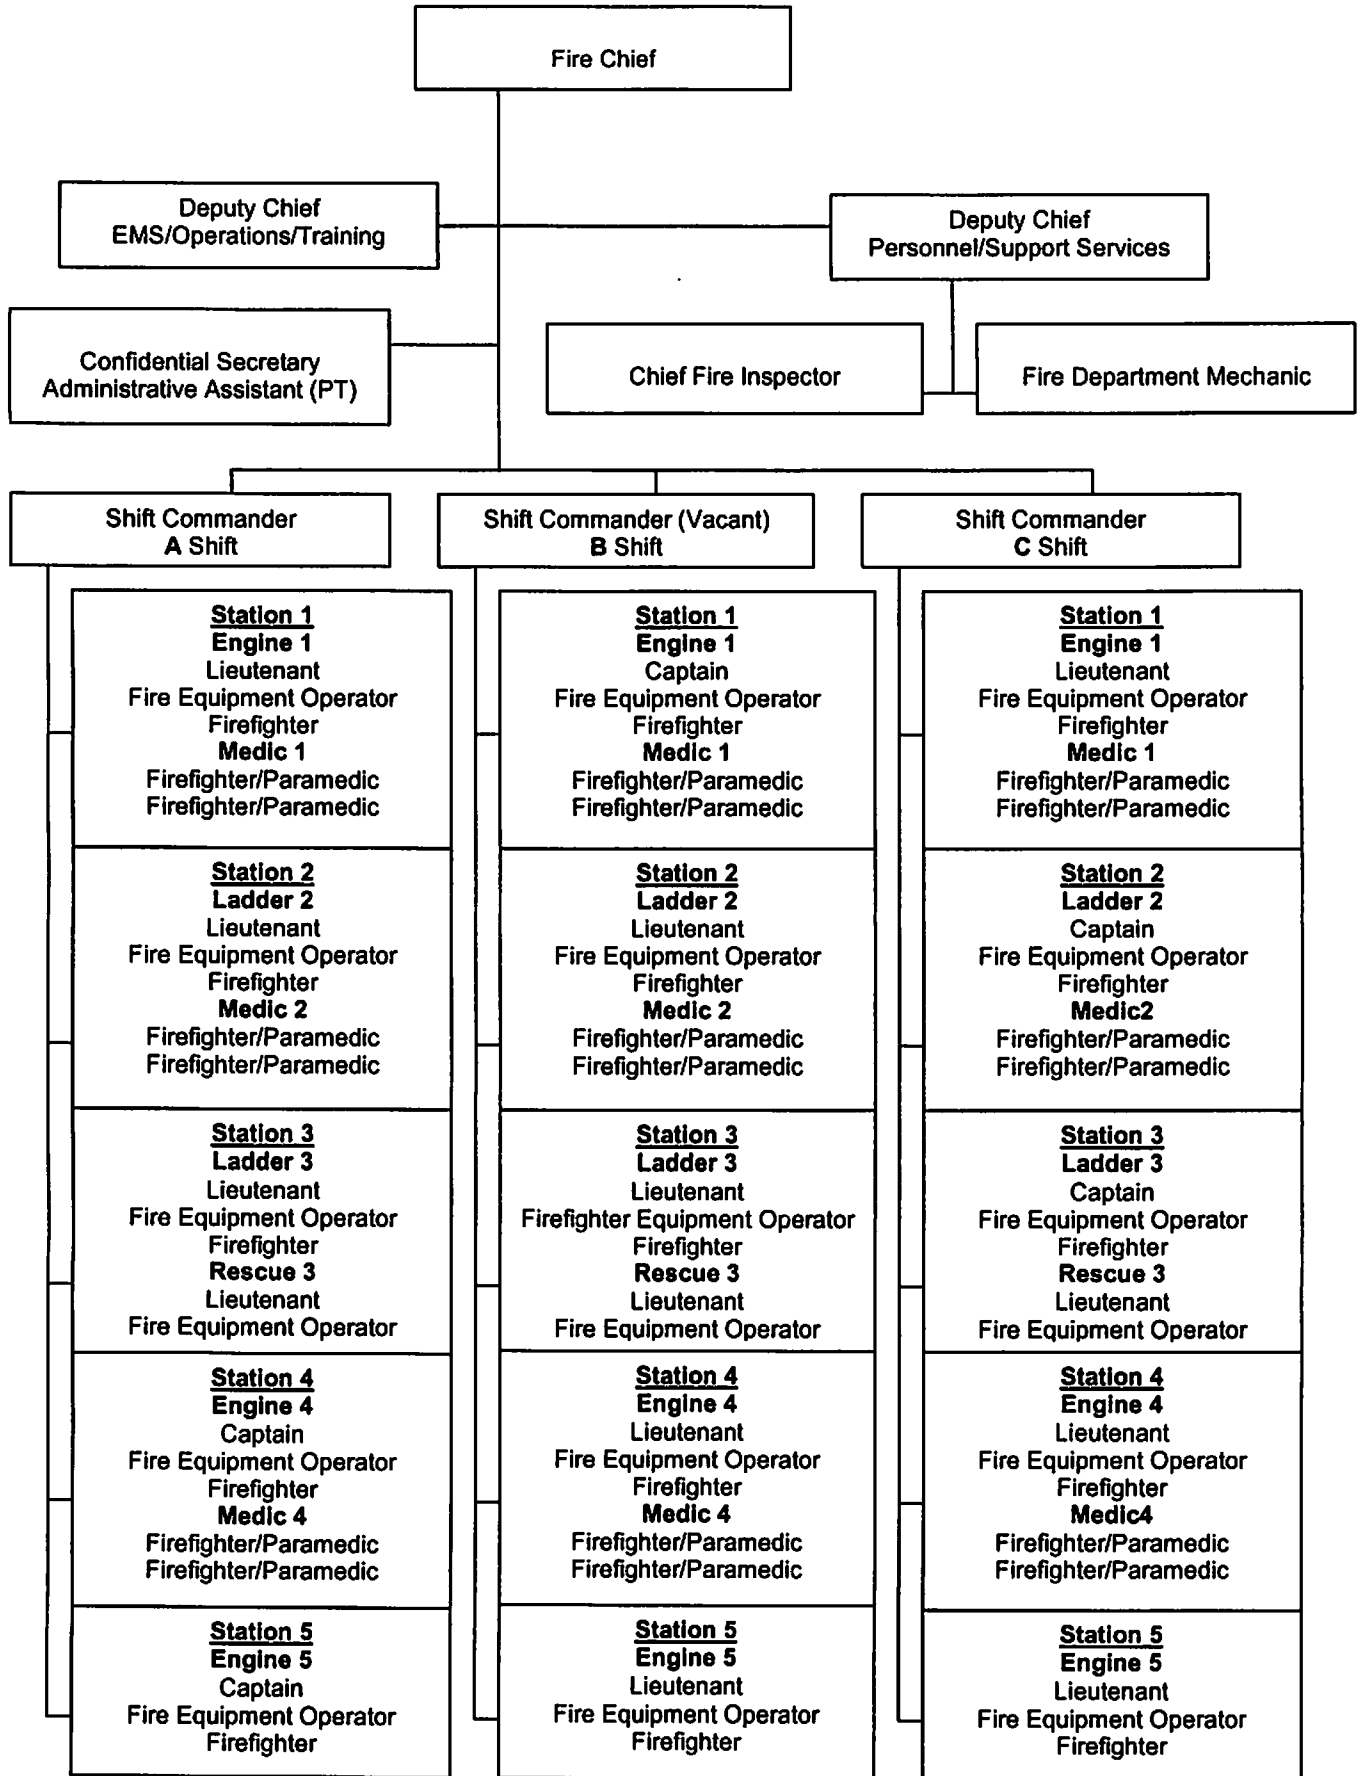 Fire Chief
Deputy Chief
EMS/Operations/Training
Deputy Chief
Personnel/Support Services
Confidential Secretary
Administrative Assistant (PT)
Chief Fire Inspector
Fire Department Mechanic
Shift Commander
A Shift
Shift Commander (Vacant)
B Shift
Shift Commander
C Shift
Station 1
Engine 1
Lieutenant
Fire Equipment Operator
Firefighter
Medic 1
Firefighter/Paramedic
Firefighter/Paramedic
Station 2
Ladder 2
Lieutenant
Fire Equipment Operator
Firefighter
Medic 2
Firefighter/Paramedic
Firefighter/Paramedic
Station 3
Ladder 3
Lieutenant
Fire Equipment Operator
Firefighter
Rescue 3
Lieutenant
Fire Equipment Operator
Station 4
Engine 4
Captain
Fire Equipment Operator
Firefighter
Medic 4
Firefighter/Paramedic
Firefighter/Paramedic
Station 5
Engine 5
Captain
Fire Equipment Operator
Firefighter
Station 1
Engine 1
Captain
Fire Equipment Operator
Firefighter
Medic 1
Firefighter/Paramedic
Firefighter/Paramedic
Station 2
Ladder 2
Lieutenant
Fire Equipment Operator
Firefighter
Medic 2
Firefighter/Paramedic
Firefighter/Paramedic
Station 3
Ladder 3
Lieutenant
Firefighter Equipment Operator
Firefighter
Rescue 3
Lieutenant
Fire Equipment Operator
Station 4
Engine 4
Lieutenant
Fire Equipment Operator
Firefighter
Medic 4
Firefighter/Paramedic
Firefighter/Paramedic
Station 5
Engine 5
Lieutenant
Fire Equipment Operator
Firefighter
Station 1
Engine 1
Lieutenant
Fire Equipment Operator
Firefighter
Medic 1
Firefighter/Paramedic
Firefighter/Paramedic
Station 2
Ladder 2
Captain
Fire Equipment Operator
Firefighter
Medic2
Firefighter/Paramedic
Firefighter/Paramedic
Station 3
Ladder 3
Captain
Fire Equipment Operator
Firefighter
Rescue 3
Lieutenant
Fire Equipment Operator
Station 4
Engine 4
Lieutenant
Fire Equipment Operator
Firefighter
Medic4
Firefighter/Paramedic
Firefighter/Paramedic
Station 5
Engine 5
Lieutenant
Fire Equipment Operator
Firefighter